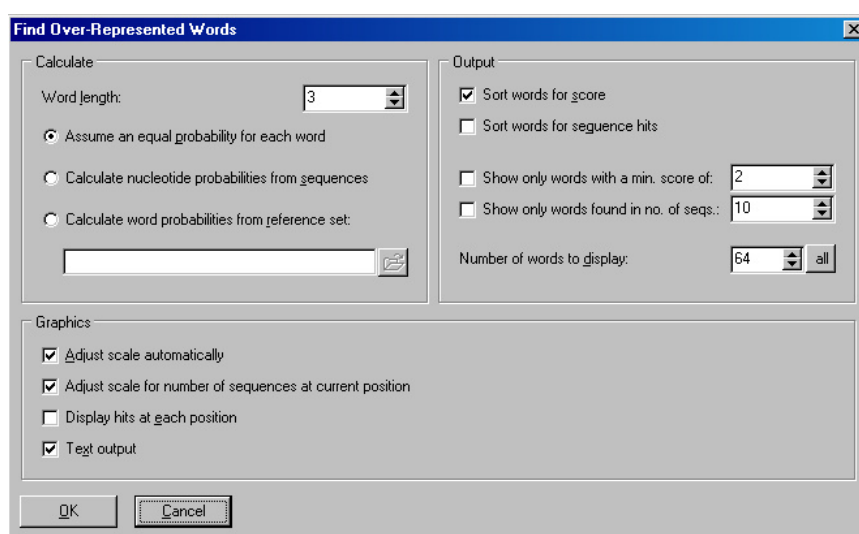 Find Over-Represented Words
Calculate
Word length: 3
Assume an equal probability for each word
Calculate nucleotide probabilities from sequences
Calculate word probabilities from reference set:
Output
Sort words for score
Sort words for sequence hits
Show only words with a min. score of: 2
Show only words found in no. of seqs.: 10
Number of words to display: 64 all
Graphics
Adjust scale automatically
Adjust scale for number of sequences at current position
Display hits at each position
Text output
OK Cancel